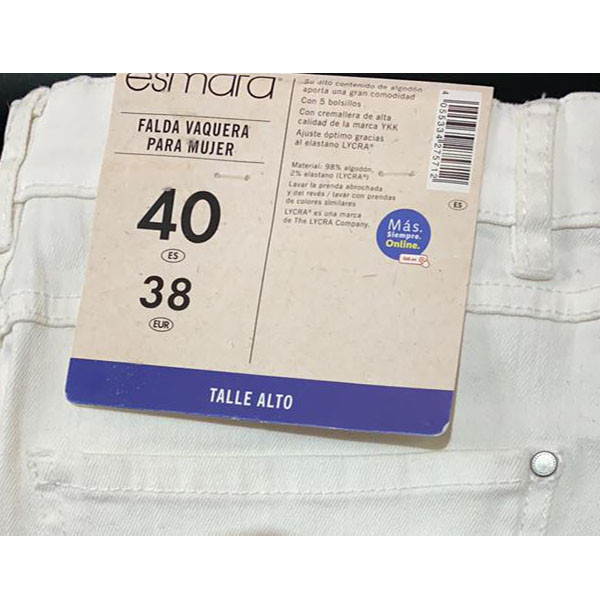 esmara®
FALDA VAQUERA
PARA MUJER
40
ES
38
EUR
Su alto contenido de algodón
aporta una gran comodidad
Con 5 bolsillos
Con cremallera de alta
calidad de la marca YKK
Ajuste óptimo gracias
al elastano LYCRA®
Material: 98% algodón,
2% elastano (LYCRA®)
Lavar la prenda abrochada
y del revés / lavar con prendas
de colores similares
LYCRA® es una marca
de The LYCRA Company.
4 055334 275712
ES
Más.
Siempre.
Online.
TALLE ALTO